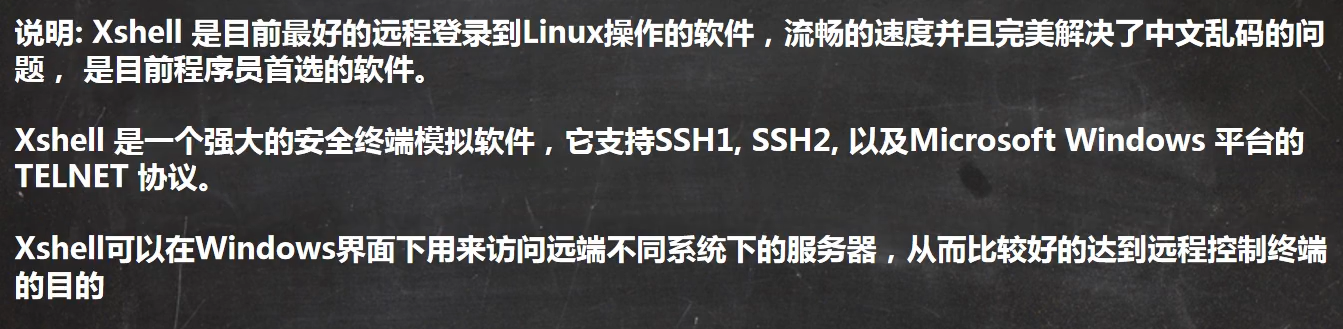 说明: Xshell 是目前最好的远程登录到Linux操作的软件，流畅的速度并且完美解决了中文乱码的问
题， 是目前程序员首选的软件。
Xshell 是一个强大的安全终端模拟软件，它支持SSH1, SSH2, 以及Microsoft Windows 平台的
TELNET 协议。
Xshell可以在Windows界面下用来访问远端不同系统下的服务器，从而比较好的达到远程控制终端
的目的